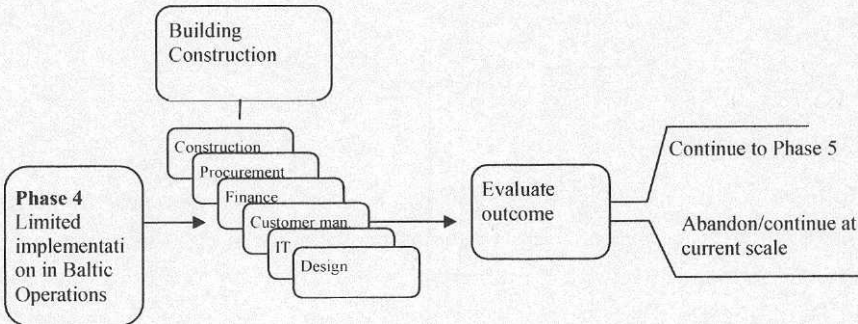 Building
Construction
Construction
Procurement
Finance
Customer man.
IT
Design
Phase 4
Limited
implementati
on in Baltic
Operations
Evaluate
outcome
Continue to Phase 5
Abandon/continue at
current scale